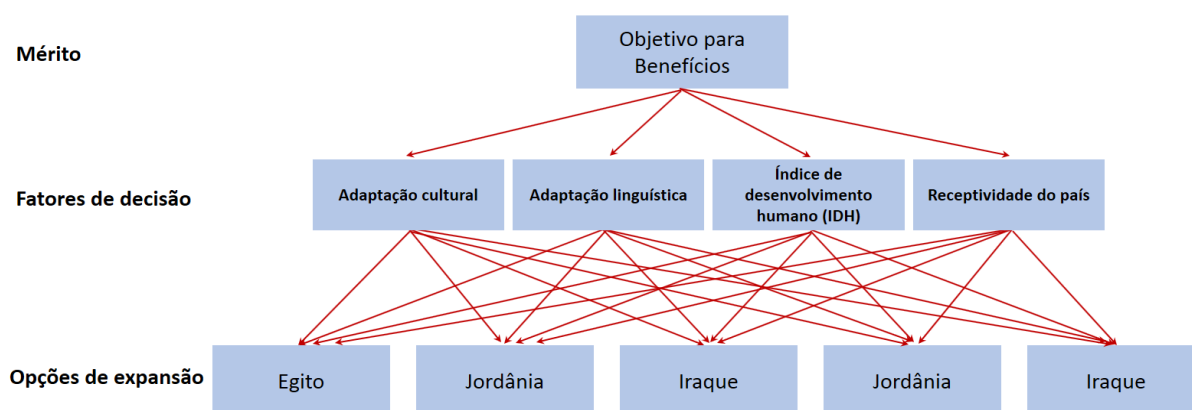 Mérito
Objetivo para
Benefícios
Fatores de decisão
Adaptação cultural
Adaptação linguística
Índice de
desenvolvimento
humano (IDH)
Receptividade do país
Opções de expansão
Egito
Jordânia
Iraque
Jordânia
Iraque